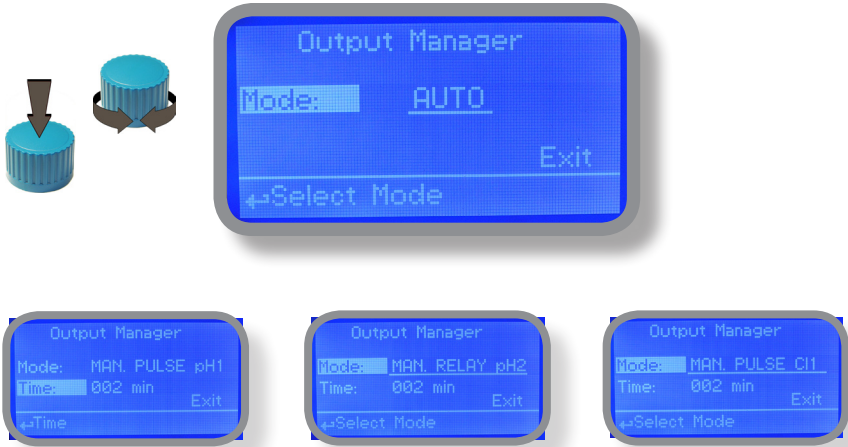 Output Manager
Mode: AUTO
Exit
↵Select Mode
Output Manager
Mode: MAN. PULSE pH1
Time: 002 min
Exit
↵Time
Output Manager
Mode: MAN. RELAY pH2
Time: 002 min
Exit
↵Select Mode
Output Manager
Mode: MAN. PULSE Cl1
Time: 002 min
Exit
↵Select Mode